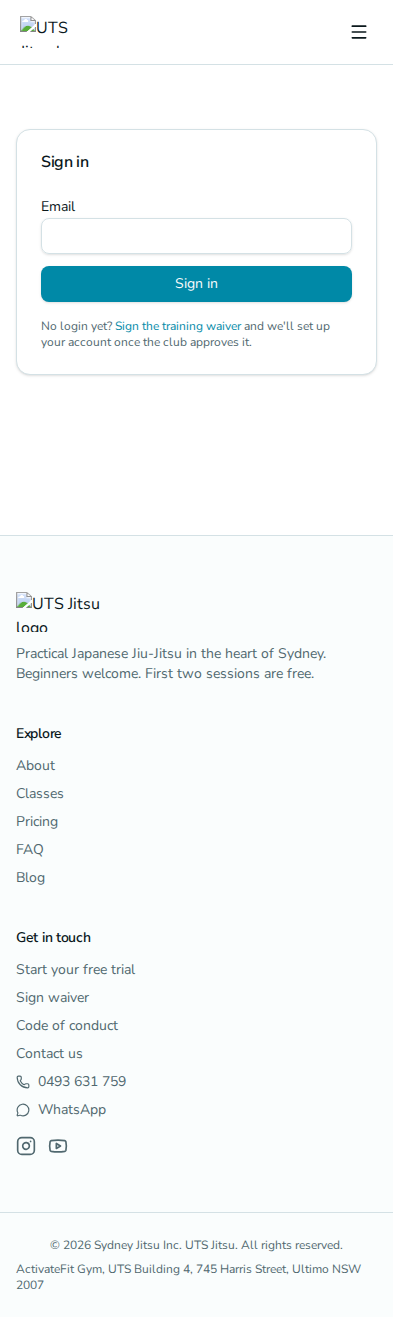 UTS
Sign in
Email
Sign in
No login yet? Sign the training waiver and we'll set up
your account once the club approves it.
UTS Jitsu
logo
Practical Japanese Jiu-Jitsu in the heart of Sydney.
Beginners welcome. First two sessions are free.
Explore
About
Classes
Pricing
FAQ
Blog
Get in touch
Start your free trial
Sign waiver
Code of conduct
Contact us
0493 631 759
WhatsApp
© 2026 Sydney Jitsu Inc. UTS Jitsu. All rights reserved.
ActivateFit Gym, UTS Building 4, 745 Harris Street, Ultimo NSW
2007